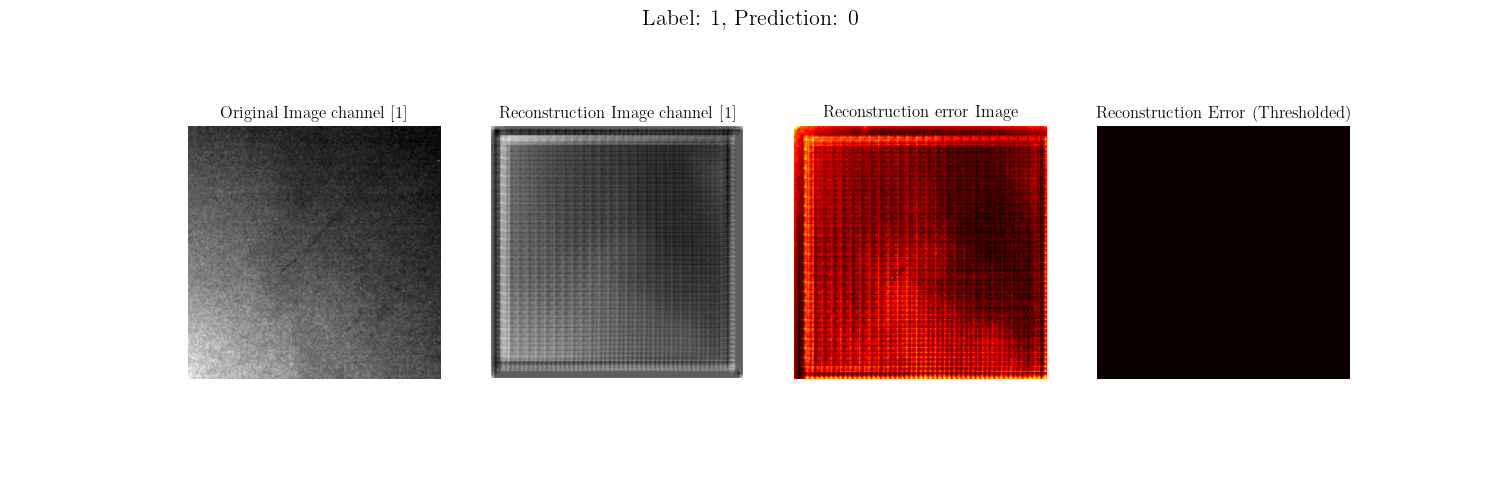 Label: 1, Prediction: 0
Original Image channel [1]
Reconstruction Image channel [1]
Reconstruction error Image
Reconstruction Error (Thresholded)